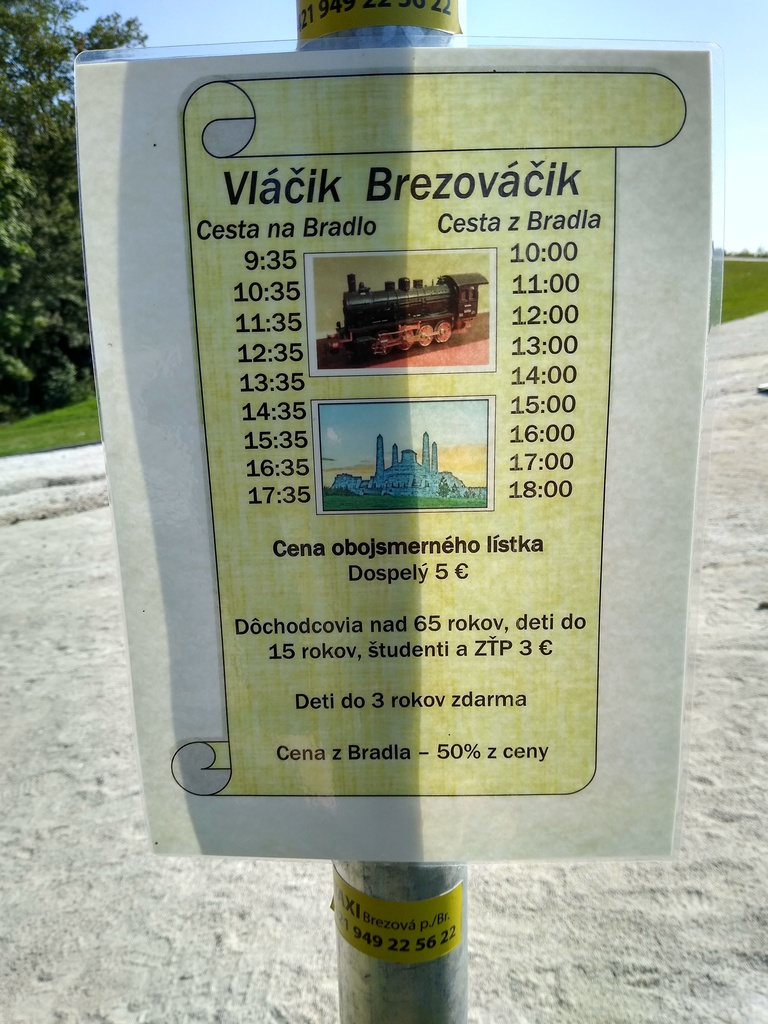 21 949 22 56 22
Vláčik Brezováčik
Cesta na Bradlo Cesta z Bradla
9:35 10:00
10:35 11:00
11:35 12:00
12:35 13:00
13:35 14:00
14:35 15:00
15:35 16:00
16:35 17:00
17:35 18:00
Cena obojsmerného lístka
Dospelý 5 €
Dôchodcovia nad 65 rokov, deti do
15 rokov, študenti a ZŤP 3 €
Deti do 3 rokov zdarma
Cena z Bradla – 50% z ceny
AXI Brezová p./Br.
21 949 22 56 22